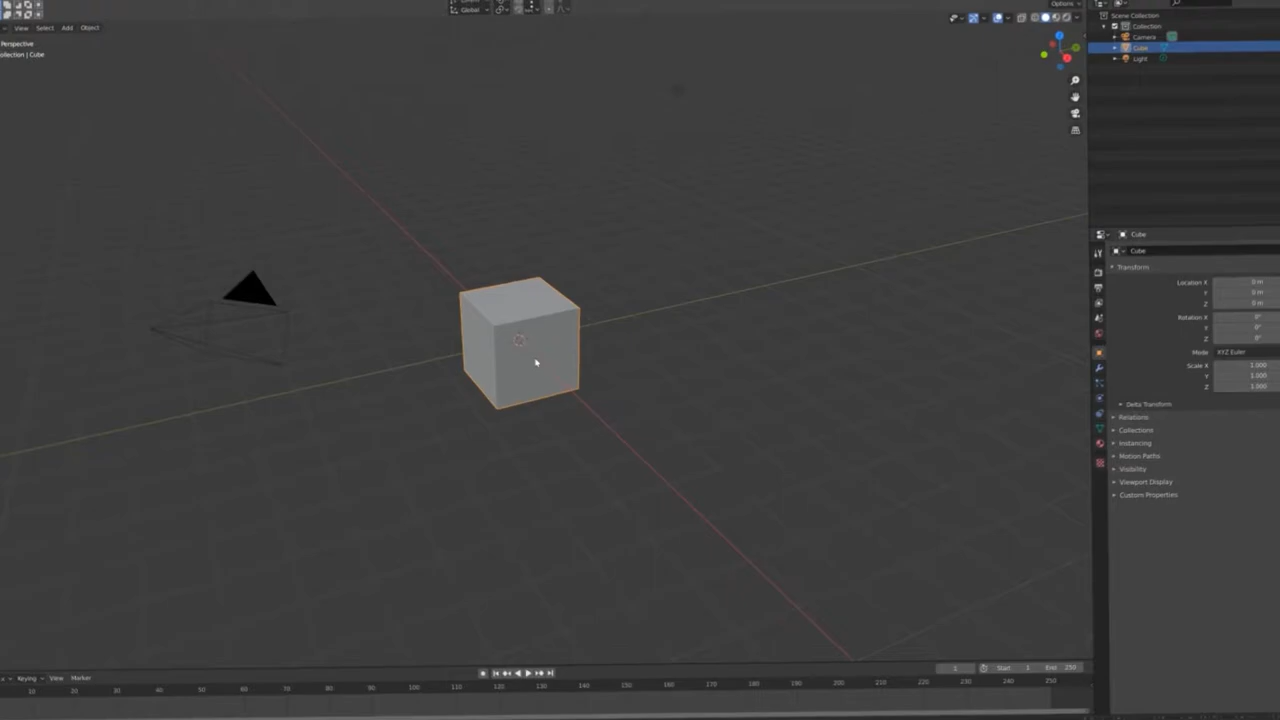 Options
Global
View Select Add Object
Perspective
ollection | Cube
Scene Collection
Collection
Camera
Cube
Light
Cube
Cube
Transform
Location X 0 m
Y 0 m
Z 0 m
Rotation X 0°
Y 0°
Z 0°
Mode XYZ Euler
Scale X 1.000
Y 1.000
Z 1.000
Delta Transform
Relations
Collections
Instancing
Motion Paths
Visibility
Viewport Display
Custom Properties
1 Start 1 End 250
Keying View Marker
10 20 30 40 50 60 70 80 90 100 110 120 130 140 150 160 170 180 190 200 210 220 230 240 250